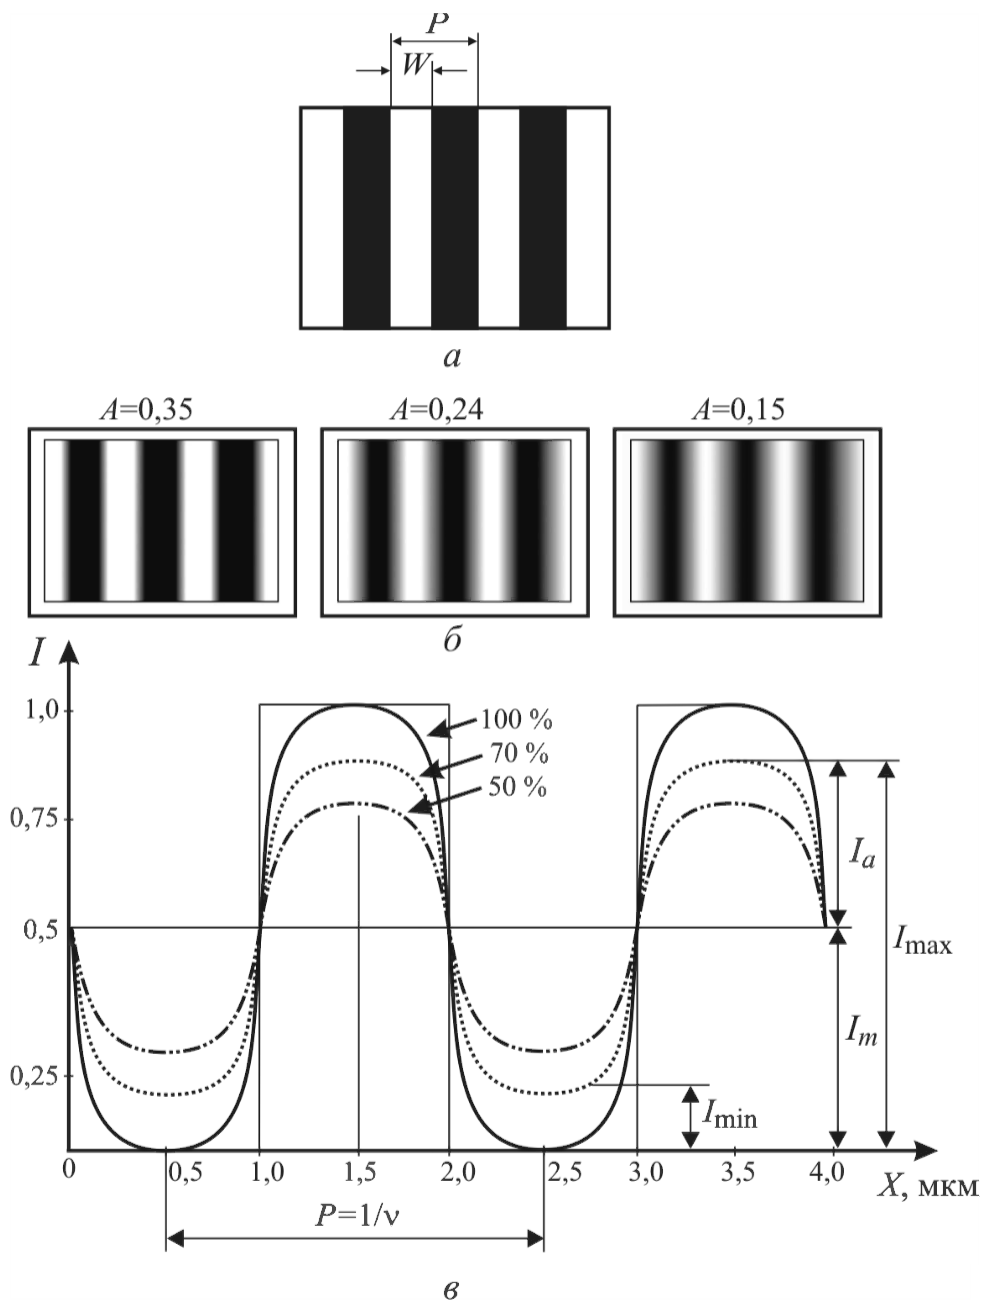 P
W
а
A=0,35 A=0,24 A=0,15
б
I
1,0
100 %
70 %
50 %
0,75
I_a
0,5
I_max
I_m
0,25
I_min
0 0,5 1,0 1,5 2,0 2,5 3,0 3,5 4,0
X, мкм
P=1/ν
в